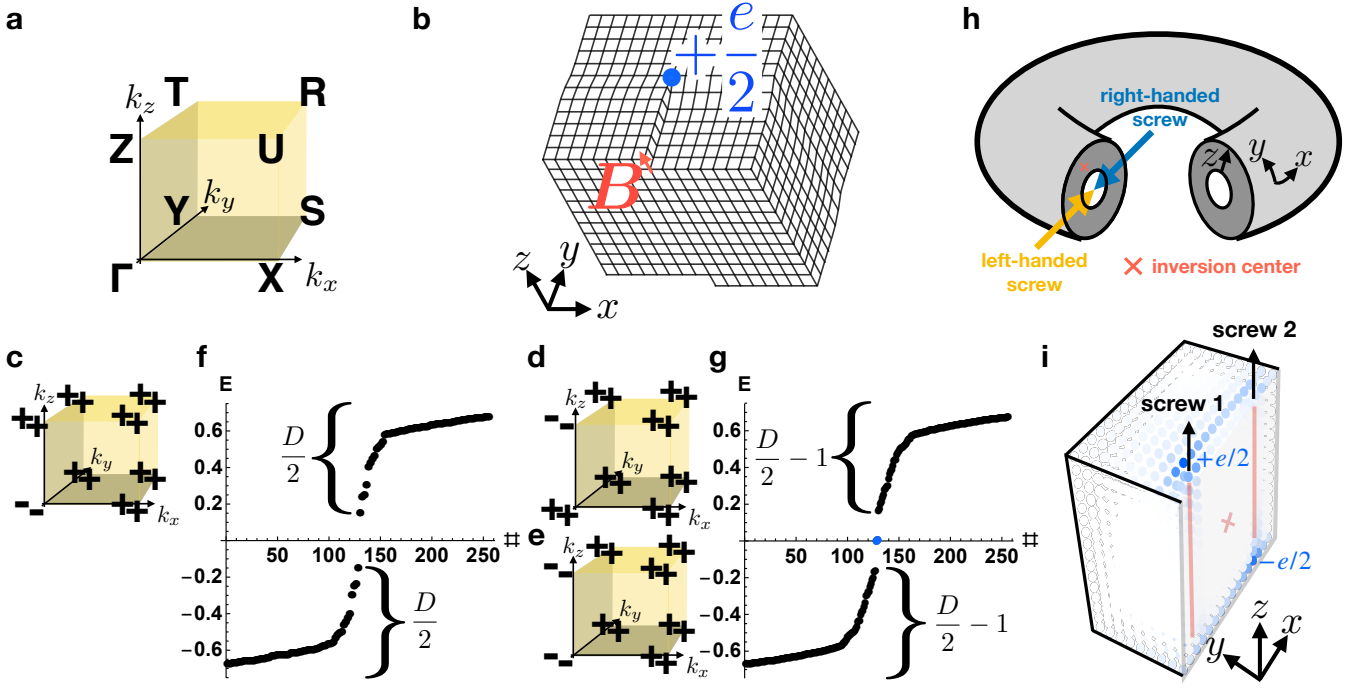 a
k_z
T
R
Z
U
k_y
Y
S
Γ
X
k_x
b
+e/2
B
z
y
x
h
right-handed
screw
z
y
x
left-handed
screw
× inversion center
c
k_z
k_y
k_x
f
E
0.6
0.4
0.2
-0.2
-0.4
-0.6
50
100
150
200
250
#
D/2
D/2
d
k_z
k_y
k_x
e
k_z
k_y
k_x
g
E
0.6
0.4
0.2
-0.2
-0.4
-0.6
50
100
150
200
250
#
D/2 − 1
D/2 − 1
i
screw 2
screw 1
+e/2
−e/2
z
y
x